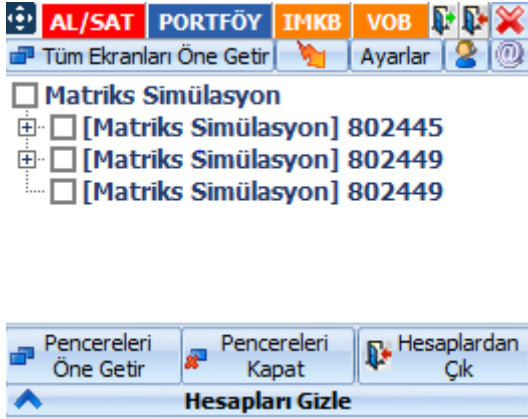 AL/SAT PORTFÖY IMKB VOB
Tüm Ekranları Öne Getir Ayarlar @
Matriks Simülasyon
[Matriks Simülasyon] 802445
[Matriks Simülasyon] 802449
[Matriks Simülasyon] 802449
Pencereleri Öne Getir
Pencereleri Kapat
Hesaplardan Çık
Hesapları Gizle